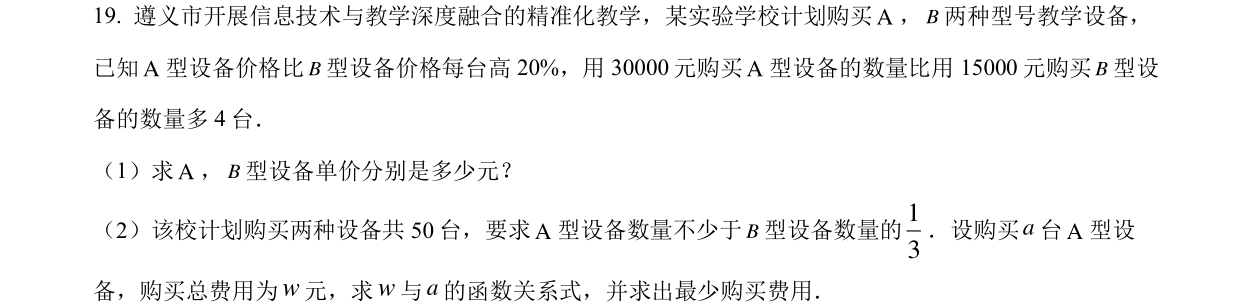 19. 遵义市开展信息技术与教学深度融合的精准化教学，某实验学校计划购买A，B两种型号教学设备，
已知A型设备价格比B型设备价格每台高20%，用30000元购买A型设备的数量比用15000元购买B型设
备的数量多4台．
（1）求A，B型设备单价分别是多少元？
（2）该校计划购买两种设备共50台，要求A型设备数量不少于B型设备数量的1/3．设购买a台A型设
备，购买总费用为w元，求w与a的函数关系式，并求出最少购买费用．